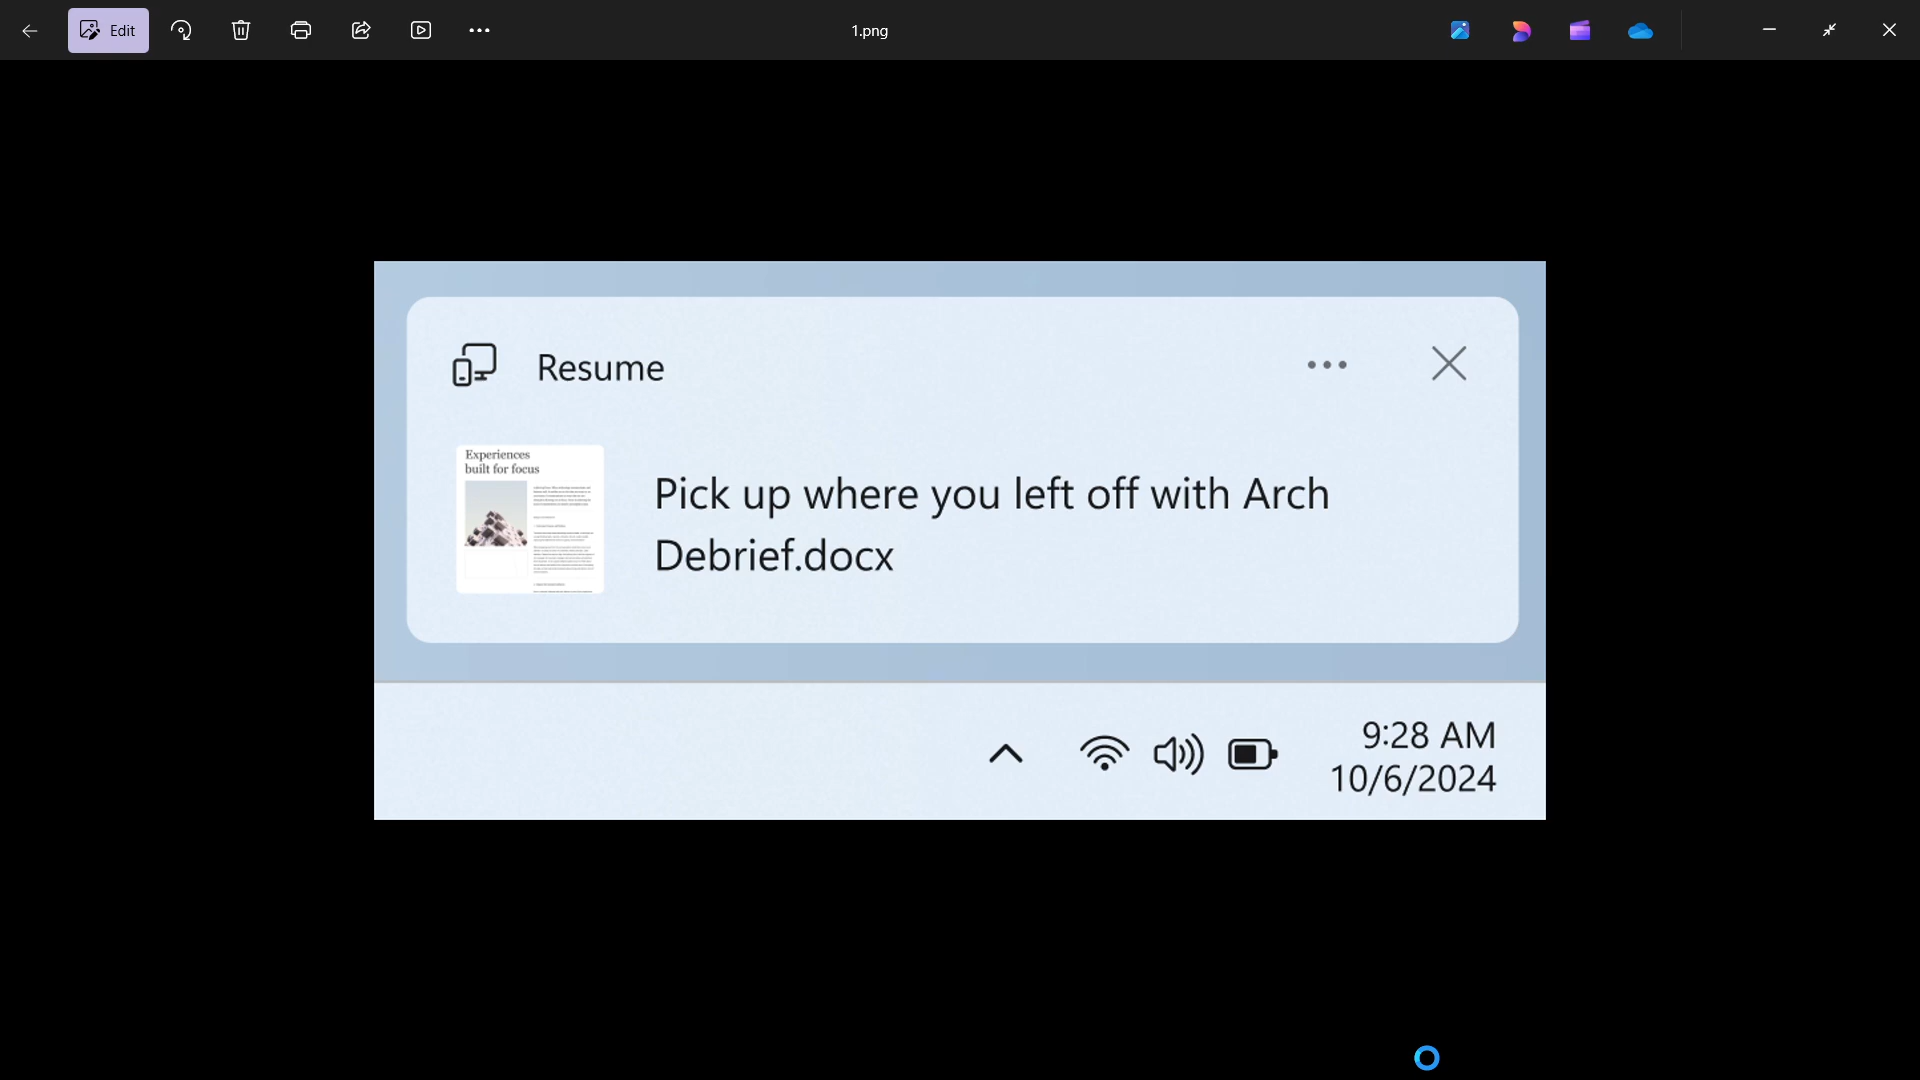 Edit
1.png
Resume
Experiences
built for focus
Pick up where you left off with Arch
Debrief.docx
9:28 AM
10/6/2024